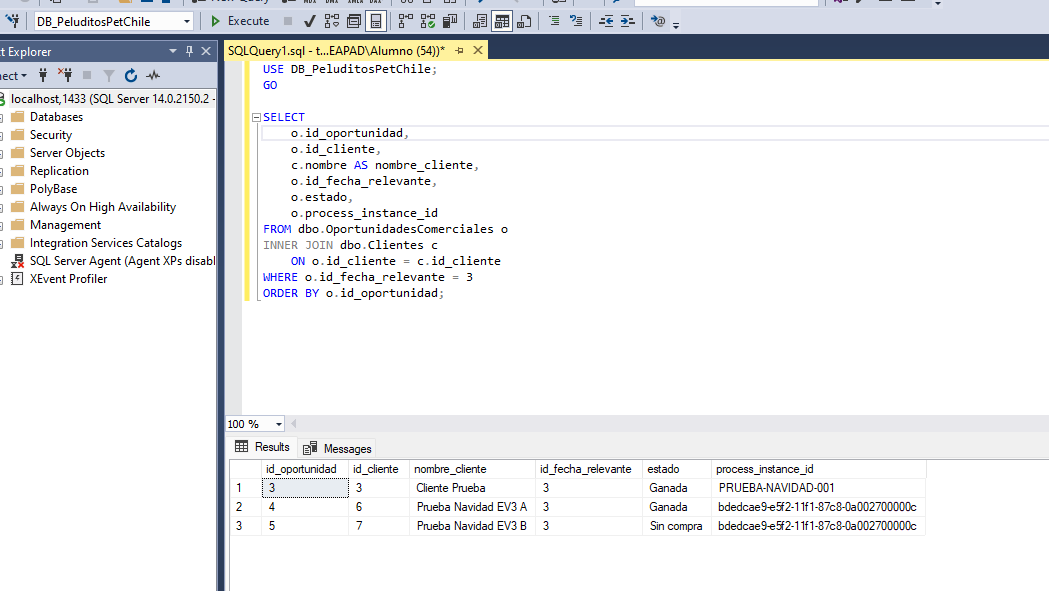 DB_PeluditosPetChile
Execute
t Explorer
SQLQuery1.sql - t...EAPAD\Alumno (54))*
nect
localhost,1433 (SQL Server 14.0.2150.2 -
Databases
Security
Server Objects
Replication
PolyBase
Always On High Availability
Management
Integration Services Catalogs
SQL Server Agent (Agent XPs disabl
XEvent Profiler
USE DB_PeluditosPetChile;
GO
SELECT
o.id_oportunidad,
o.id_cliente,
c.nombre AS nombre_cliente,
o.id_fecha_relevante,
o.estado,
o.process_instance_id
FROM dbo.OportunidadesComerciales o
INNER JOIN dbo.Clientes c
ON o.id_cliente = c.id_cliente
WHERE o.id_fecha_relevante = 3
ORDER BY o.id_oportunidad;
100 %
Results Messages
id_oportunidad id_cliente nombre_cliente id_fecha_relevante estado process_instance_id
1 3 3 Cliente Prueba 3 Ganada PRUEBA-NAVIDAD-001
2 4 6 Prueba Navidad EV3 A 3 Ganada bdedcae9-e5f2-11f1-87c8-0a002700000c
3 5 7 Prueba Navidad EV3 B 3 Sin compra bdedcae9-e5f2-11f1-87c8-0a002700000c